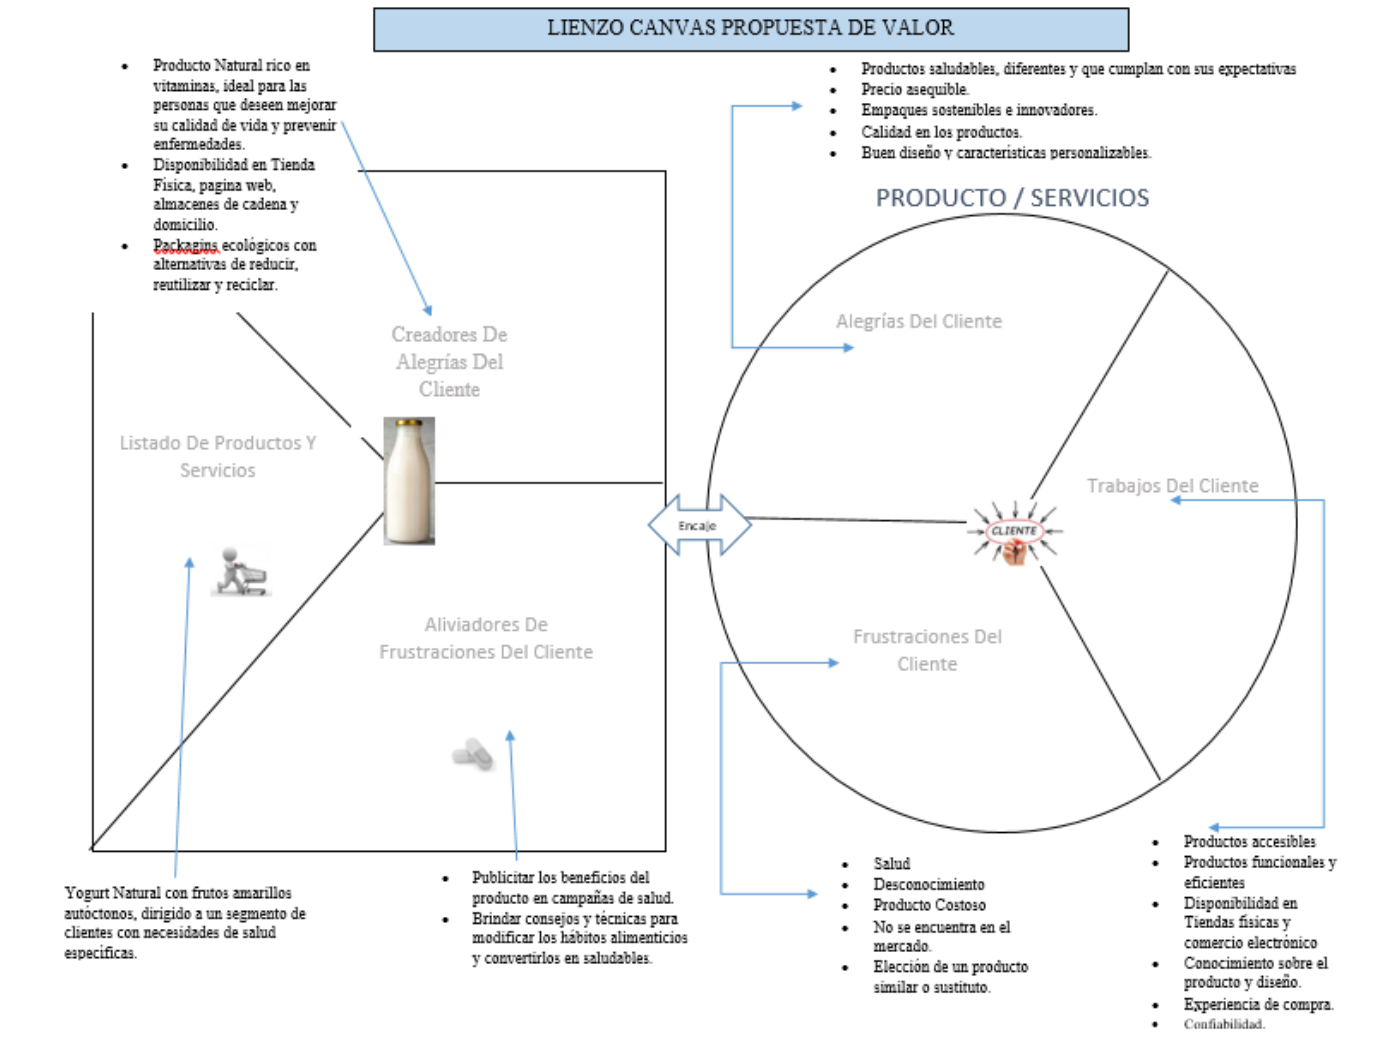 LIENZO CANVAS PROPUESTA DE VALOR
• Producto Natural rico en
vitaminas, ideal para las
personas que deseen mejorar
su calidad de vida y prevenir
enfermedades.
• Disponibilidad en Tienda
Física, pagina web,
almacenes de cadena y
domicilio.
• Packagins ecológicos con
alternativas de reducir,
reutilizar y reciclar.
• Productos saludables, diferentes y que cumplan con sus expectativas
• Precio asequible.
• Empaques sostenibles e innovadores.
• Calidad en los productos.
• Buen diseño y características personalizables.
PRODUCTO / SERVICIOS
Creadores De
Alegrías Del
Cliente
Listado De Productos Y
Servicios
Aliviadores De
Frustraciones Del Cliente
Encaje
Alegrías Del Cliente
Trabajos Del Cliente
CLIENTE
Frustraciones Del
Cliente
Yogurt Natural con frutos amarillos
autóctonos, dirigido a un segmento de
clientes con necesidades de salud
especificas.
• Publicitar los beneficios del
producto en campañas de salud.
• Brindar consejos y técnicas para
modificar los hábitos alimenticios
y convertirlos en saludables.
• Salud
• Desconocimiento
• Producto Costoso
• No se encuentra en el
mercado.
• Elección de un producto
similar o sustituto.
• Productos accesibles
• Productos funcionales y
eficientes
• Disponibilidad en
Tiendas físicas y
comercio electrónico
• Conocimiento sobre el
producto y diseño.
• Experiencia de compra.
• Confiabilidad.